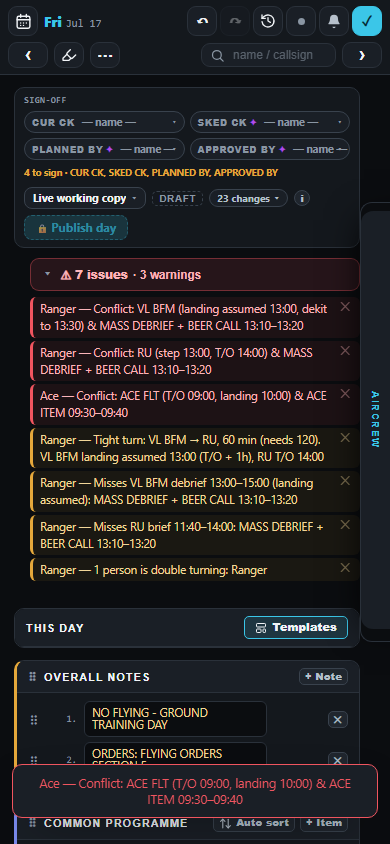 Fri Jul 17
name / callsign
SIGN-OFF
CUR CK — name —
SKED CK ✦ — name —
PLANNED BY ✦ — name —
APPROVED BY ✦ — name —
4 to sign · CUR CK, SKED CK, PLANNED BY, APPROVED BY
Live working copy
DRAFT
23 changes
i
Publish day
⚠ 7 issues · 3 warnings
Ranger — Conflict: VL BFM (landing assumed 13:00, dekit
to 13:30) & MASS DEBRIEF + BEER CALL 13:10–13:20
Ranger — Conflict: RU (step 13:00, T/O 14:00) & MASS
DEBRIEF + BEER CALL 13:10–13:20
Ace — Conflict: ACE FLT (T/O 09:00, landing 10:00) & ACE
ITEM 09:30–09:40
Ranger — Tight turn: VL BFM → RU, 60 min (needs 120).
VL BFM landing assumed 13:00 (T/O + 1h), RU T/O 14:00
Ranger — Misses VL BFM debrief 13:00–15:00 (landing
assumed): MASS DEBRIEF + BEER CALL 13:10–13:20
Ranger — Misses RU brief 11:40–14:00: MASS DEBRIEF +
BEER CALL 13:10–13:20
Ranger — 1 person is double turning: Ranger
AIRCREW
THIS DAY
Templates
OVERALL NOTES
+ Note
1. NO FLYING - GROUND
TRAINING DAY
2. ORDERS: FLYING ORDERS
Ace — Conflict: ACE FLT (T/O 09:00, landing 10:00) & ACE
ITEM 09:30–09:40
COMMON PROGRAMME
Auto sort
+ Item